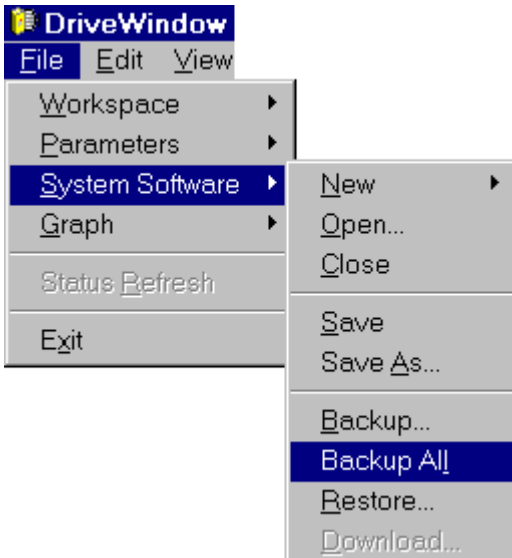 DriveWindow
File Edit View
Workspace
Parameters
System Software
Graph
Status Refresh
Exit
New
Open...
Close
Save
Save As...
Backup...
Backup All
Restore...
Download...